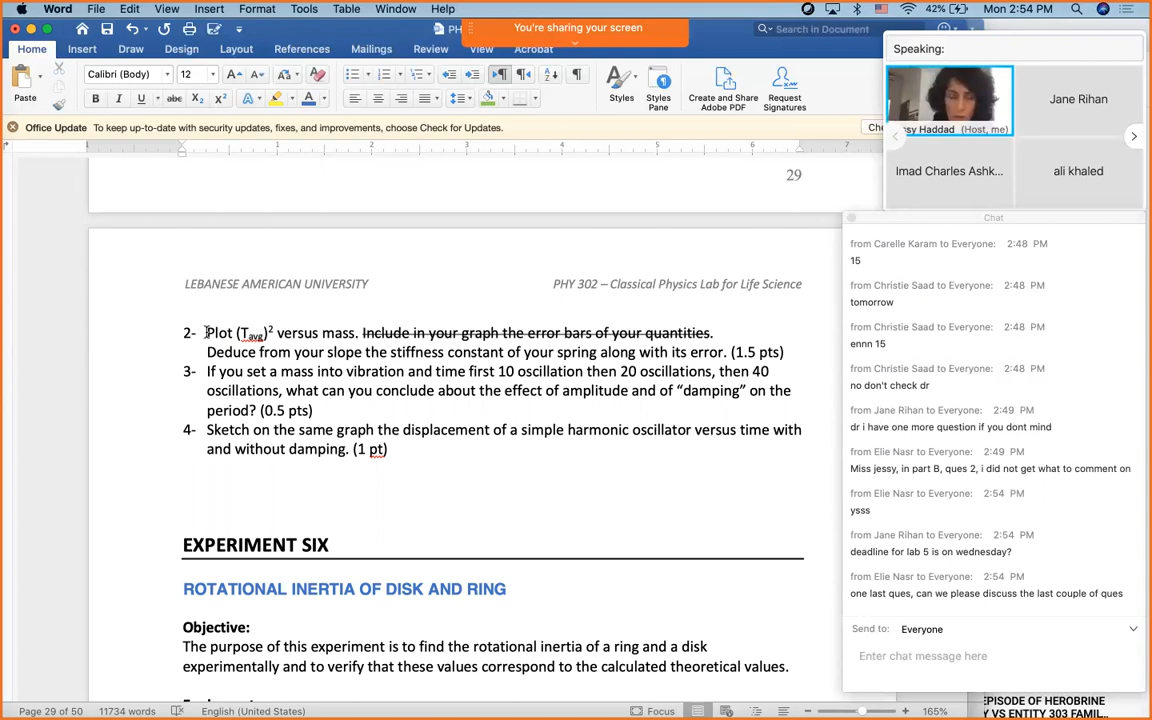 Word File Edit View Insert Format Tools Table Window Help
42% Mon 2:54 PM
PH
You're sharing your screen
Search in Document
Home Insert Draw Design Layout References Mailings Review View Acrobat
Paste
Calibri (Body) 12
Styles
Styles Pane
Create and Share Adobe PDF
Request Signatures
Office Update To keep up-to-date with security updates, fixes, and improvements, choose Check for Updates.
Speaking:
ssy Haddad (Host, me)
Jane Rihan
Imad Charles Ashk...
ali khaled
1 1 2 3 4 5 6 7
29
LEBANESE AMERICAN UNIVERSITY PHY 302 – Classical Physics Lab for Life Science
2- Plot (Tavg)2 versus mass. Include in your graph the error bars of your quantities.
Deduce from your slope the stiffness constant of your spring along with its error. (1.5 pts)
3- If you set a mass into vibration and time first 10 oscillation then 20 oscillations, then 40
oscillations, what can you conclude about the effect of amplitude and of “damping” on the
period? (0.5 pts)
4- Sketch on the same graph the displacement of a simple harmonic oscillator versus time with
and without damping. (1 pt)
EXPERIMENT SIX
ROTATIONAL INERTIA OF DISK AND RING
Objective:
The purpose of this experiment is to find the rotational inertia of a ring and a disk
experimentally and to verify that these values correspond to the calculated theoretical values.
Chat
from Carelle Karam to Everyone: 2:48 PM
15
from Christie Saad to Everyone: 2:48 PM
tomorrow
from Christie Saad to Everyone: 2:48 PM
ennn 15
from Christie Saad to Everyone: 2:48 PM
no don't check dr
from Jane Rihan to Everyone: 2:49 PM
dr i have one more question if you dont mind
from Elie Nasr to Everyone: 2:49 PM
Miss jessy, in part B, ques 2, i did not get what to comment on
from Elie Nasr to Everyone: 2:54 PM
ysss
from Jane Rihan to Everyone: 2:54 PM
deadline for lab 5 is on wednesday?
from Elie Nasr to Everyone: 2:54 PM
one last ques, can we please discuss the last couple of ques
Send to: Everyone
Enter chat message here
EPISODE OF HEROBRINE
Y VS ENTITY 303 FAMIL...
Page 29 of 50 11734 words English (United States) Focus 165%